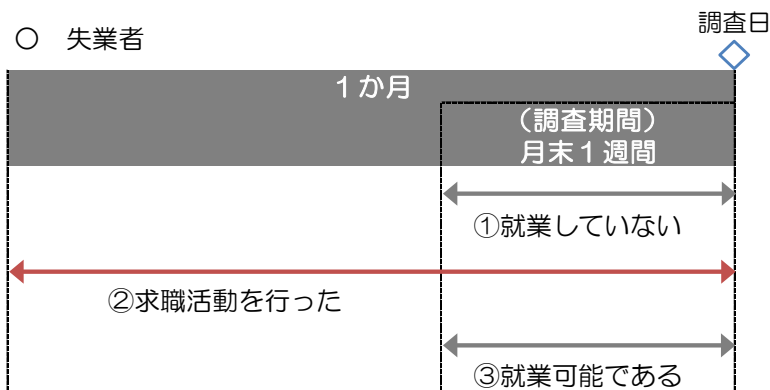 調査日
○ 失業者
１か月
（調査期間）
月末１週間
①就業していない
②求職活動を行った
③就業可能である